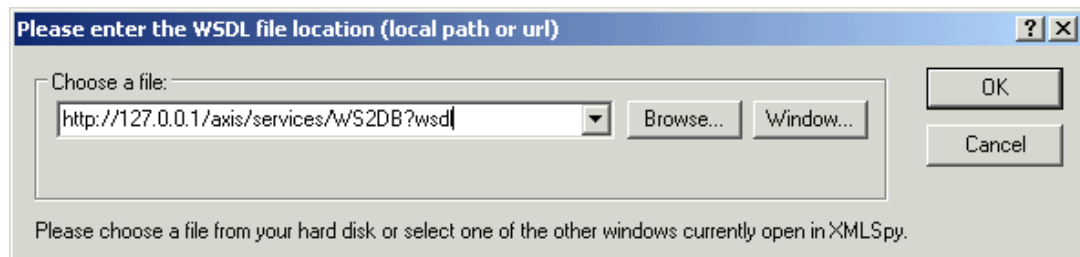 Please enter the WSDL file location (local path or url)
Choose a file:
OK
http://127.0.0.1/axis/services/WS2DB?wsdl
Browse...
Window...
Cancel
Please choose a file from your hard disk or select one of the other windows currently open in XMLSpy.